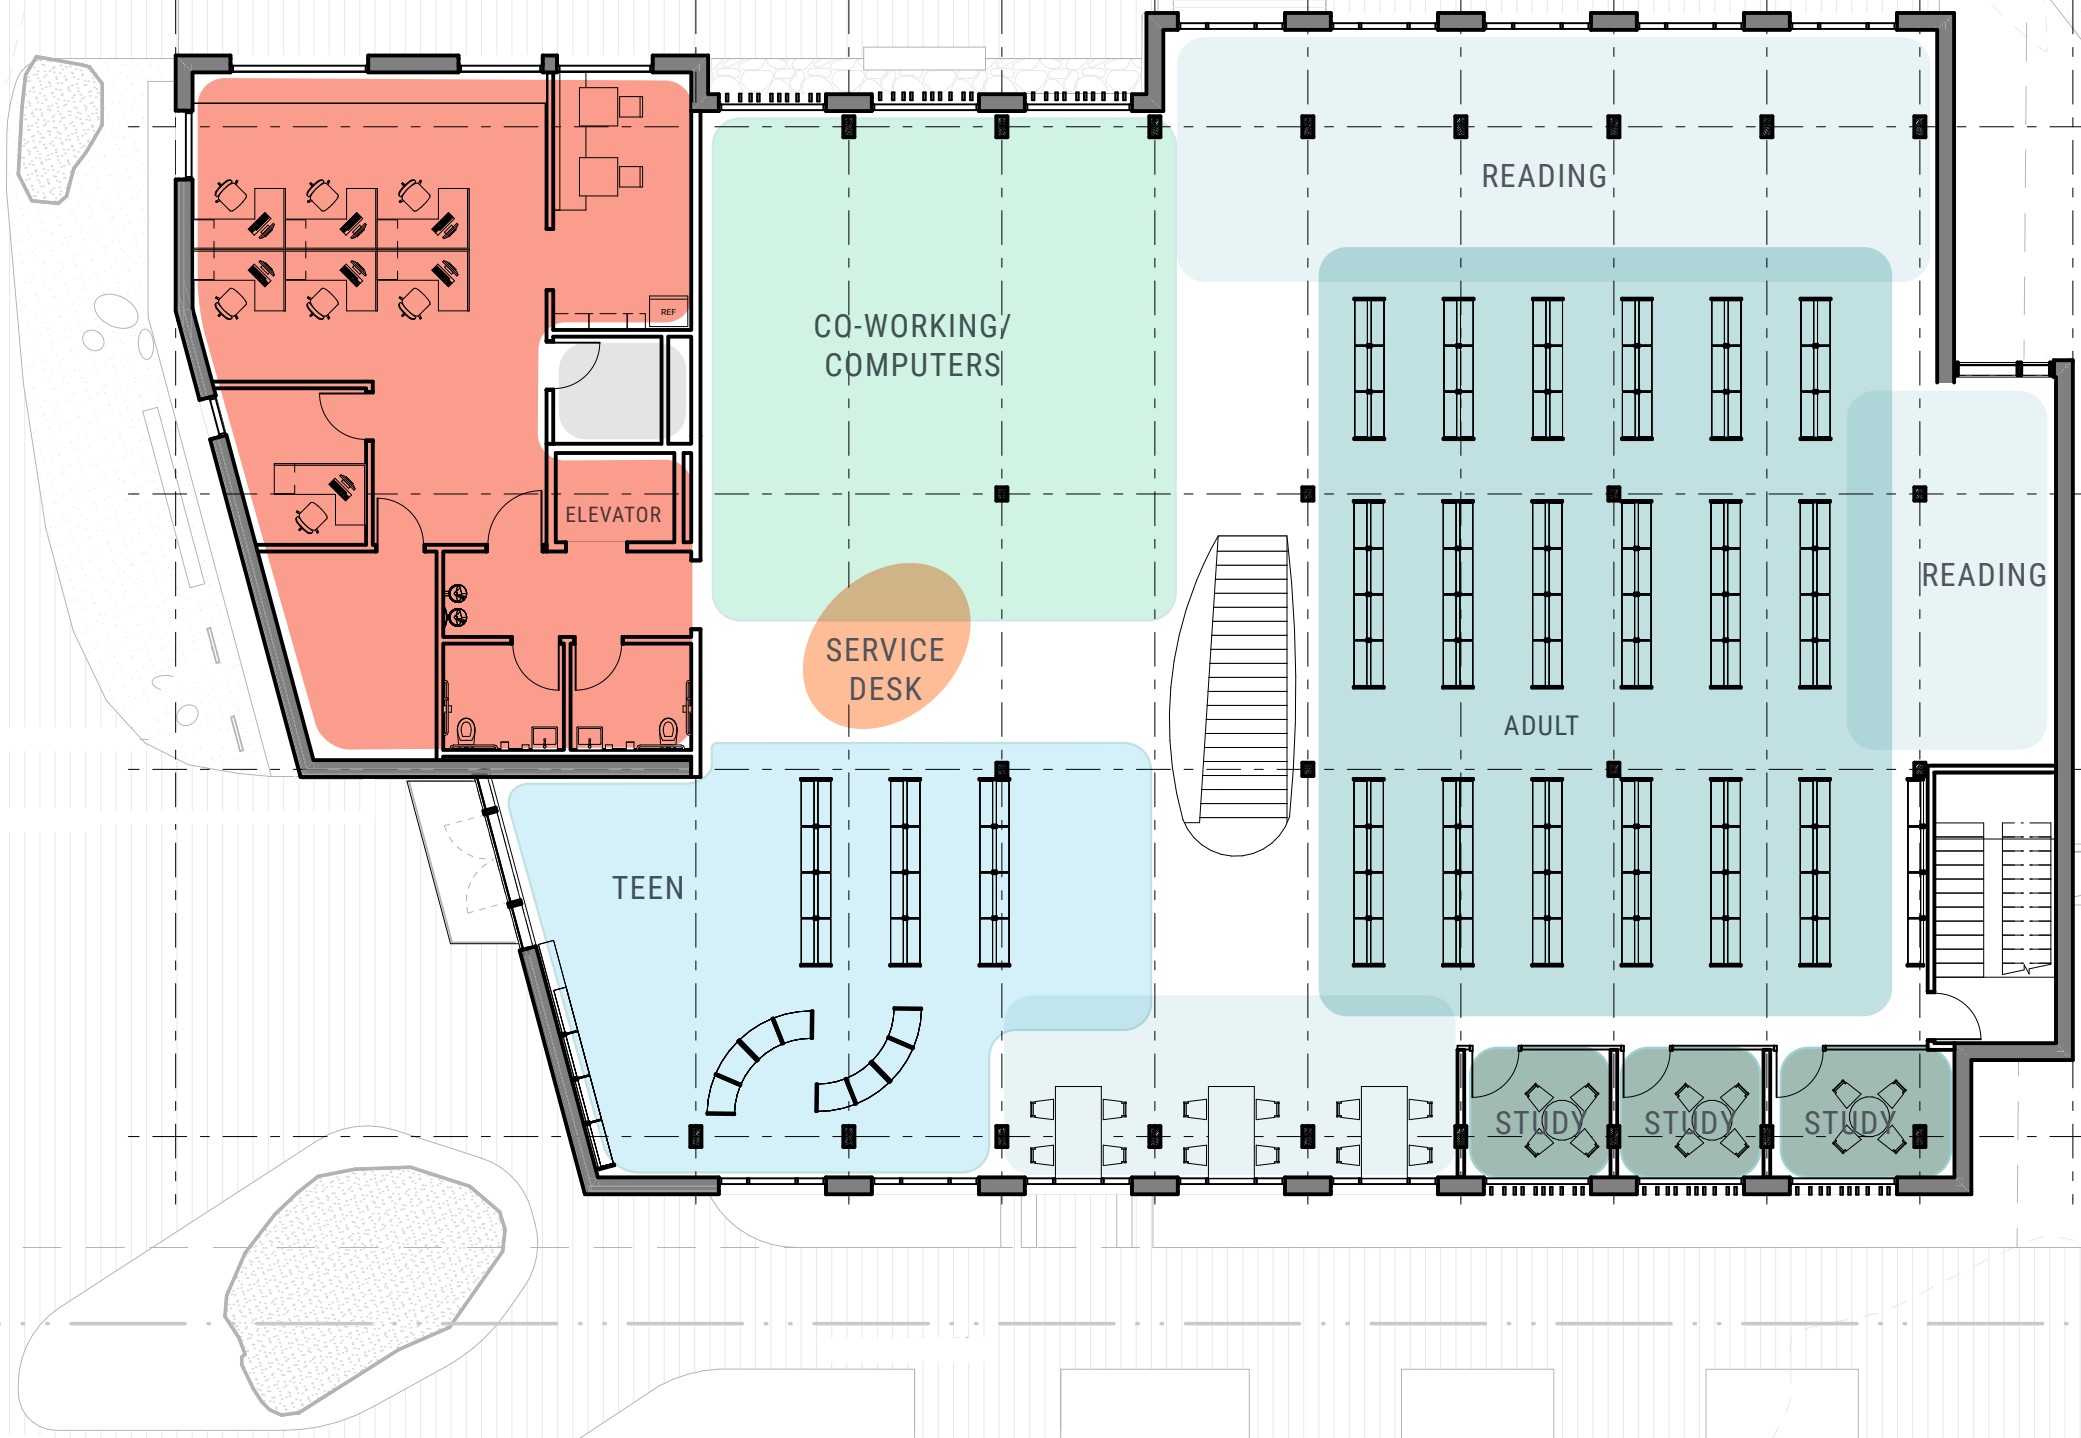 READING
REF
CO-WORKING/
COMPUTERS
ELEVATOR
READING
SERVICE
DESK
ADULT
TEEN
STUDY
STUDY
STUDY